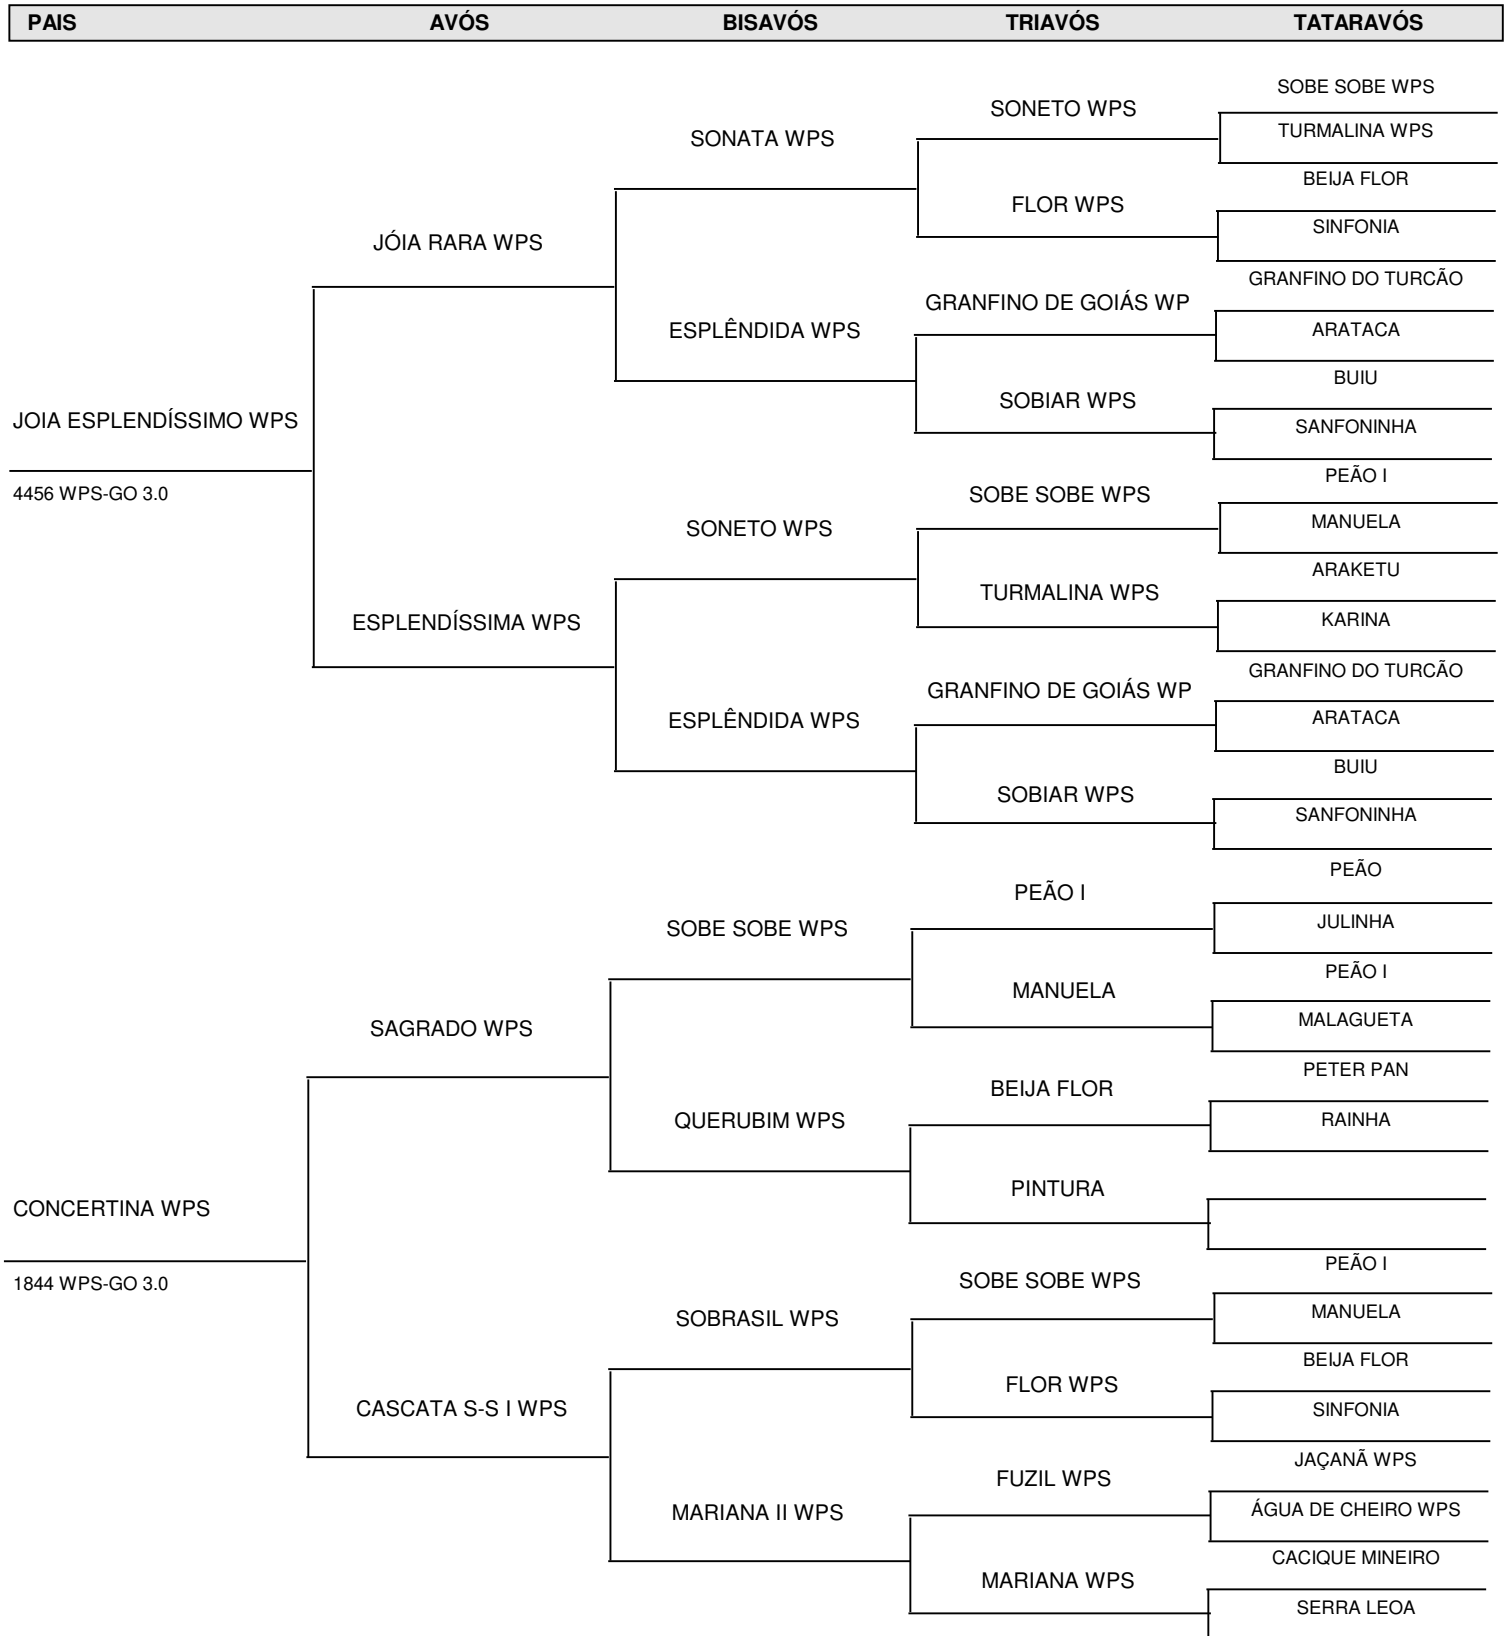 PAIS AVÓS BISAVÓS TRIAVÓS TATARAVÓS
SOBE SOBE WPS
SONETO WPS
TURMALINA WPS
SONATA WPS
BEIJA FLOR
FLOR WPS
SINFONIA
JÓIA RARA WPS
GRANFINO DO TURCÃO
GRANFINO DE GOIÁS WP
ARATACA
ESPLÊNDIDA WPS
BUIU
SOBIAR WPS
SANFONINHA
JOIA ESPLENDÍSSIMO WPS
4456 WPS-GO 3.0
PEÃO I
SOBE SOBE WPS
MANUELA
SONETO WPS
ARAKETU
TURMALINA WPS
KARINA
ESPLENDÍSSIMA WPS
GRANFINO DO TURCÃO
GRANFINO DE GOIÁS WP
ARATACA
ESPLÊNDIDA WPS
BUIU
SOBIAR WPS
SANFONINHA
PEÃO
PEÃO I
JULINHA
SOBE SOBE WPS
PEÃO I
MANUELA
MALAGUETA
SAGRADO WPS
PETER PAN
BEIJA FLOR
RAINHA
QUERUBIM WPS
PINTURA
CONCERTINA WPS
1844 WPS-GO 3.0
PEÃO I
SOBE SOBE WPS
MANUELA
SOBRASIL WPS
BEIJA FLOR
FLOR WPS
SINFONIA
CASCATA S-S I WPS
JAÇANÃ WPS
FUZIL WPS
ÁGUA DE CHEIRO WPS
MARIANA II WPS
CACIQUE MINEIRO
MARIANA WPS
SERRA LEOA